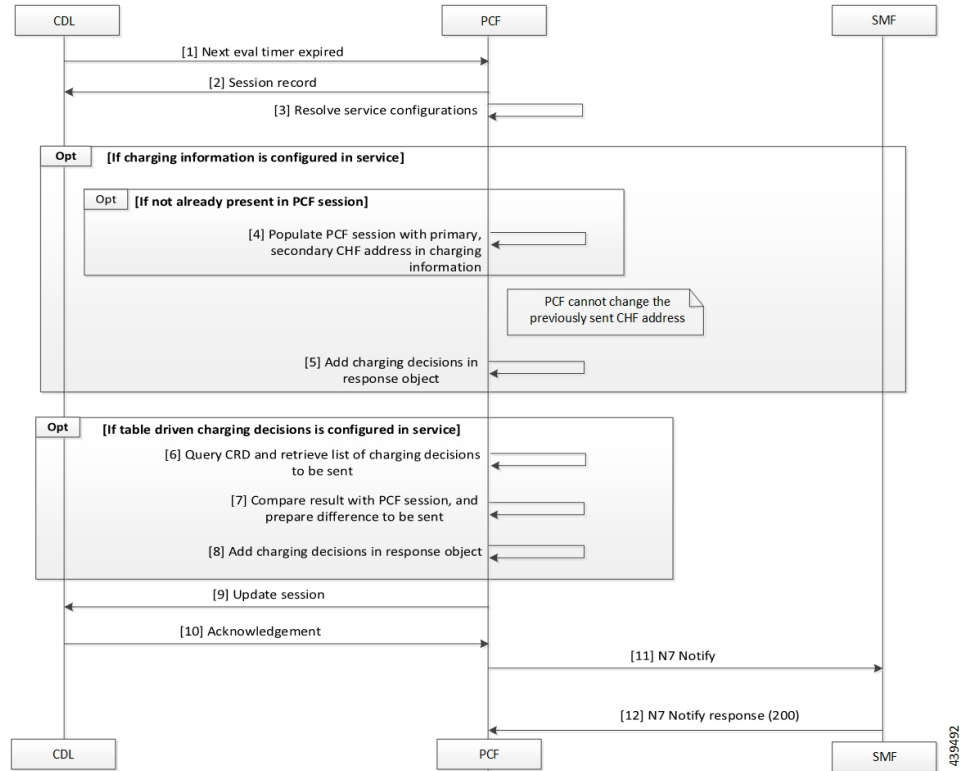 CDL
PCF
SMF
[1] Next eval timer expired
[2] Session record
[3] Resolve service configurations
Opt
[If charging information is configured in service]
Opt
[If not already present in PCF session]
[4] Populate PCF session with primary,
secondary CHF address in charging
information
PCF cannot change the
previously sent CHF address
[5] Add charging decisions in
response object
Opt
[If table driven charging decisions is configured in service]
[6] Query CRD and retrieve list of charging decisions
to be sent
[7] Compare result with PCF session, and
prepare difference to be sent
[8] Add charging decisions in response object
[9] Update session
[10] Acknowledgement
[11] N7 Notify
[12] N7 Notify response (200)
CDL
PCF
SMF
439492